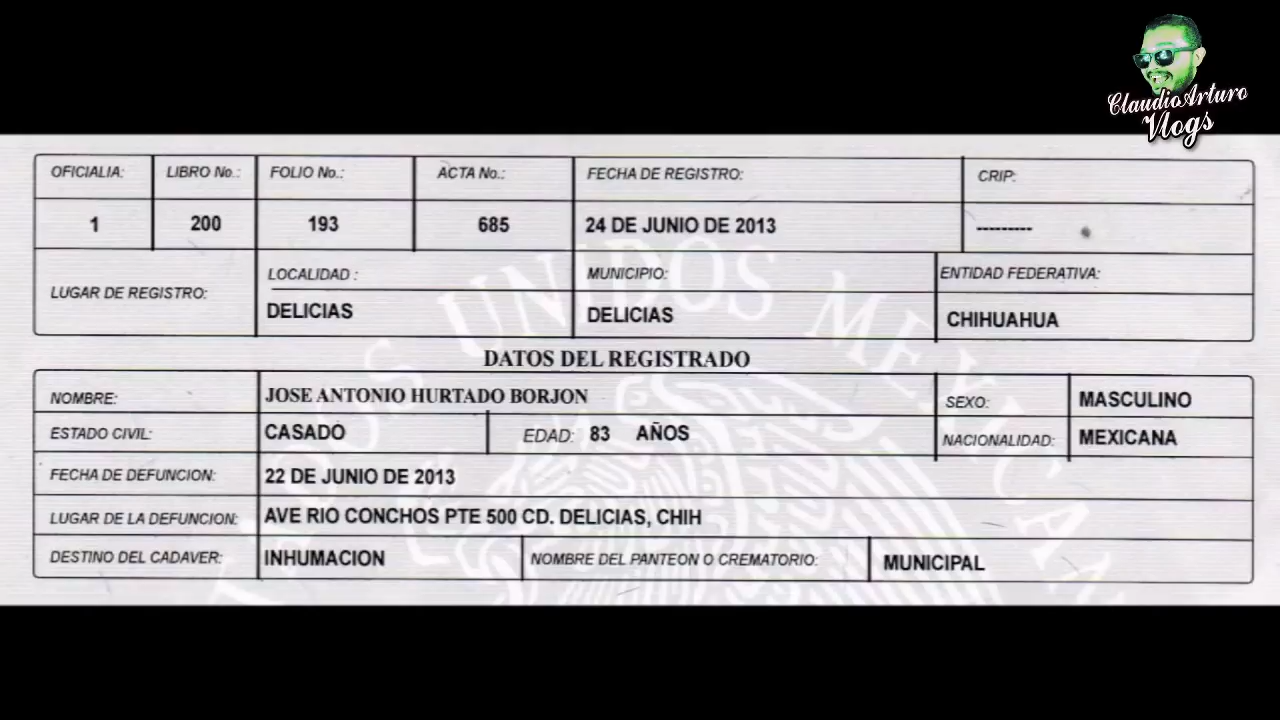 ClaudioArturo
Vlogs
OFICIALIA: LIBRO No.: FOLIO No.: ACTA No.: FECHA DE REGISTRO: CRIP:
1 200 193 685 24 DE JUNIO DE 2013 ---------
LUGAR DE REGISTRO: LOCALIDAD : MUNICIPIO: ENTIDAD FEDERATIVA:
DELICIAS DELICIAS CHIHUAHUA
DATOS DEL REGISTRADO
NOMBRE: JOSE ANTONIO HURTADO BORJON SEXO: MASCULINO
ESTADO CIVIL: CASADO EDAD: 83 AÑOS NACIONALIDAD: MEXICANA
FECHA DE DEFUNCION: 22 DE JUNIO DE 2013
LUGAR DE LA DEFUNCION: AVE RIO CONCHOS PTE 500 CD. DELICIAS, CHIH
DESTINO DEL CADAVER: INHUMACION NOMBRE DEL PANTEON O CREMATORIO: MUNICIPAL